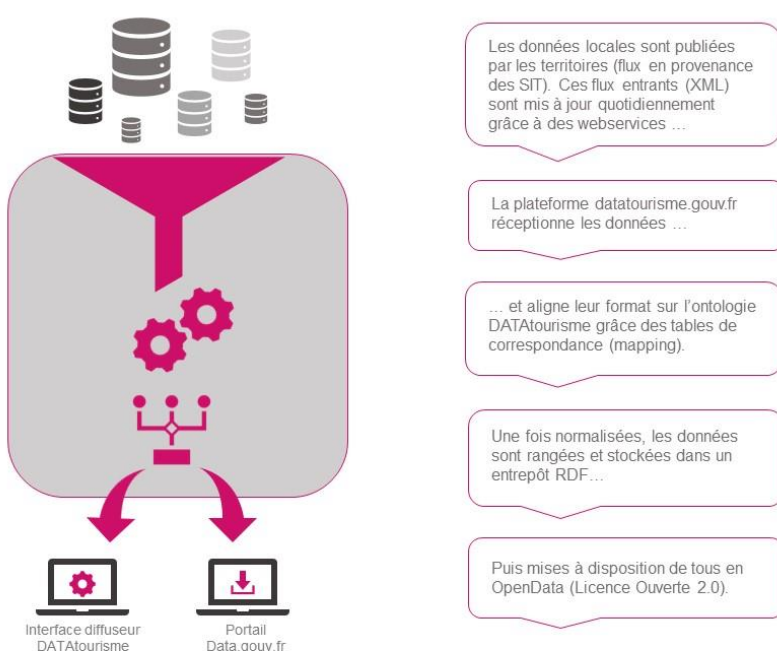 Les données locales sont publiées
par les territoires (flux en provenance
des SIT). Ces flux entrants (XML)
sont mis à jour quotidiennement
grâce à des webservices …
La plateforme datatourisme.gouv.fr
réceptionne les données …
… et aligne leur format sur l'ontologie
DATAtourisme grâce des tables de
correspondance (mapping).
Une fois normalisées, les données
sont rangées et stockées dans un
entrepôt RDF…
Puis mises à disposition de tous en
OpenData (Licence Ouverte 2.0).
Interface diffuseur
DATAtourisme
Portail
Data.gouv.fr